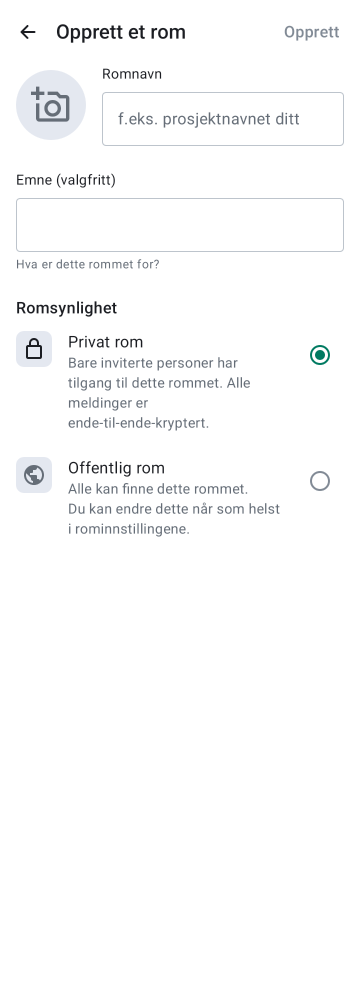 Opprett et rom
Opprett
Romnavn
f.eks. prosjektnavnet ditt
Emne (valgfritt)
Hva er dette rommet for?
Romsynlighet
Privat rom
Bare inviterte personer har
tilgang til dette rommet. Alle
meldinger er
ende-til-ende-kryptert.
Offentlig rom
Alle kan finne dette rommet.
Du kan endre dette når som helst
i rominnstillingene.